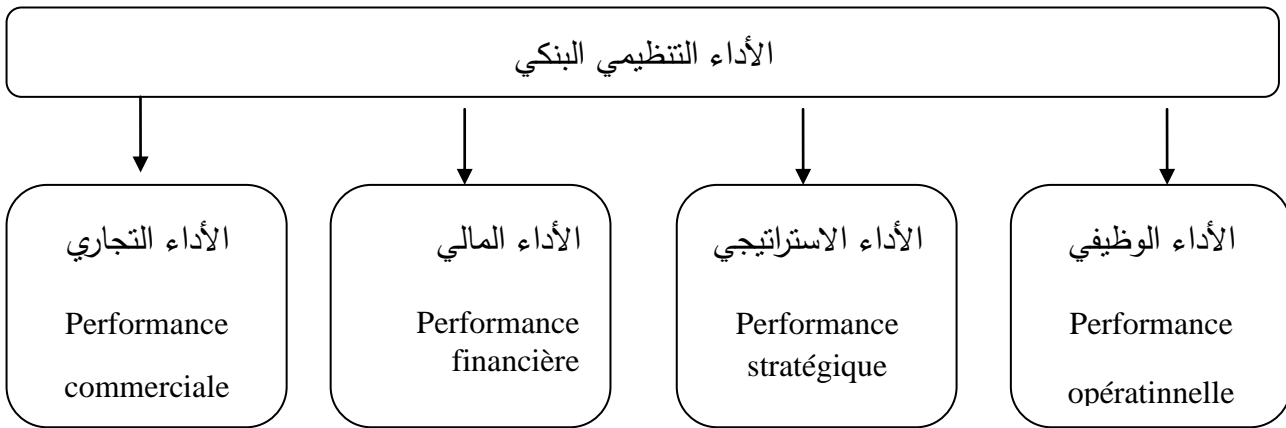 الأداء التنظيمي البنكي
الأداء الوظيفي
Performance
opératinnelle
الأداء الاستراتيجي
Performance
stratégique
الأداء المالي
Performance
financière
الأداء التجاري
Performance
commerciale